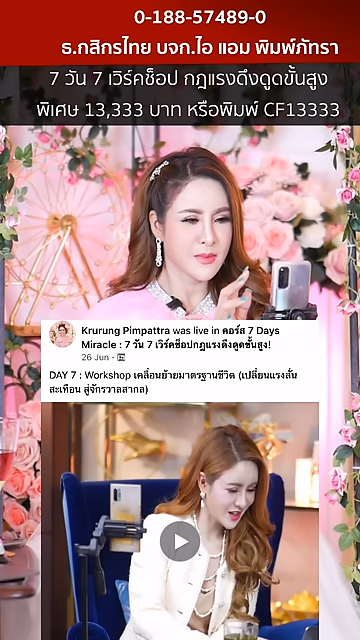 0-188-57489-0
ธ.กสิกรไทย บจก.ไอ แอม พิมพ์ภัทรา
7 วัน 7 เวิร์คช็อป กฎแรงดึงดูดขั้นสูง
พิเศษ 13,333 บาท หรือพิมพ์ CF13333
Krurung Pimpattra was live in คอร์ส 7 Days
Miracle : 7 วัน 7 เวิร์คช็อปกฎแรงดึงดูดขั้นสูง!
26 Jun ·
DAY 7 : Workshop เคลื่อนย้ายมาตรฐานชีวิต (เปลี่ยนแรงสั่น
สะเทือน สู่จักรวาลสากล)